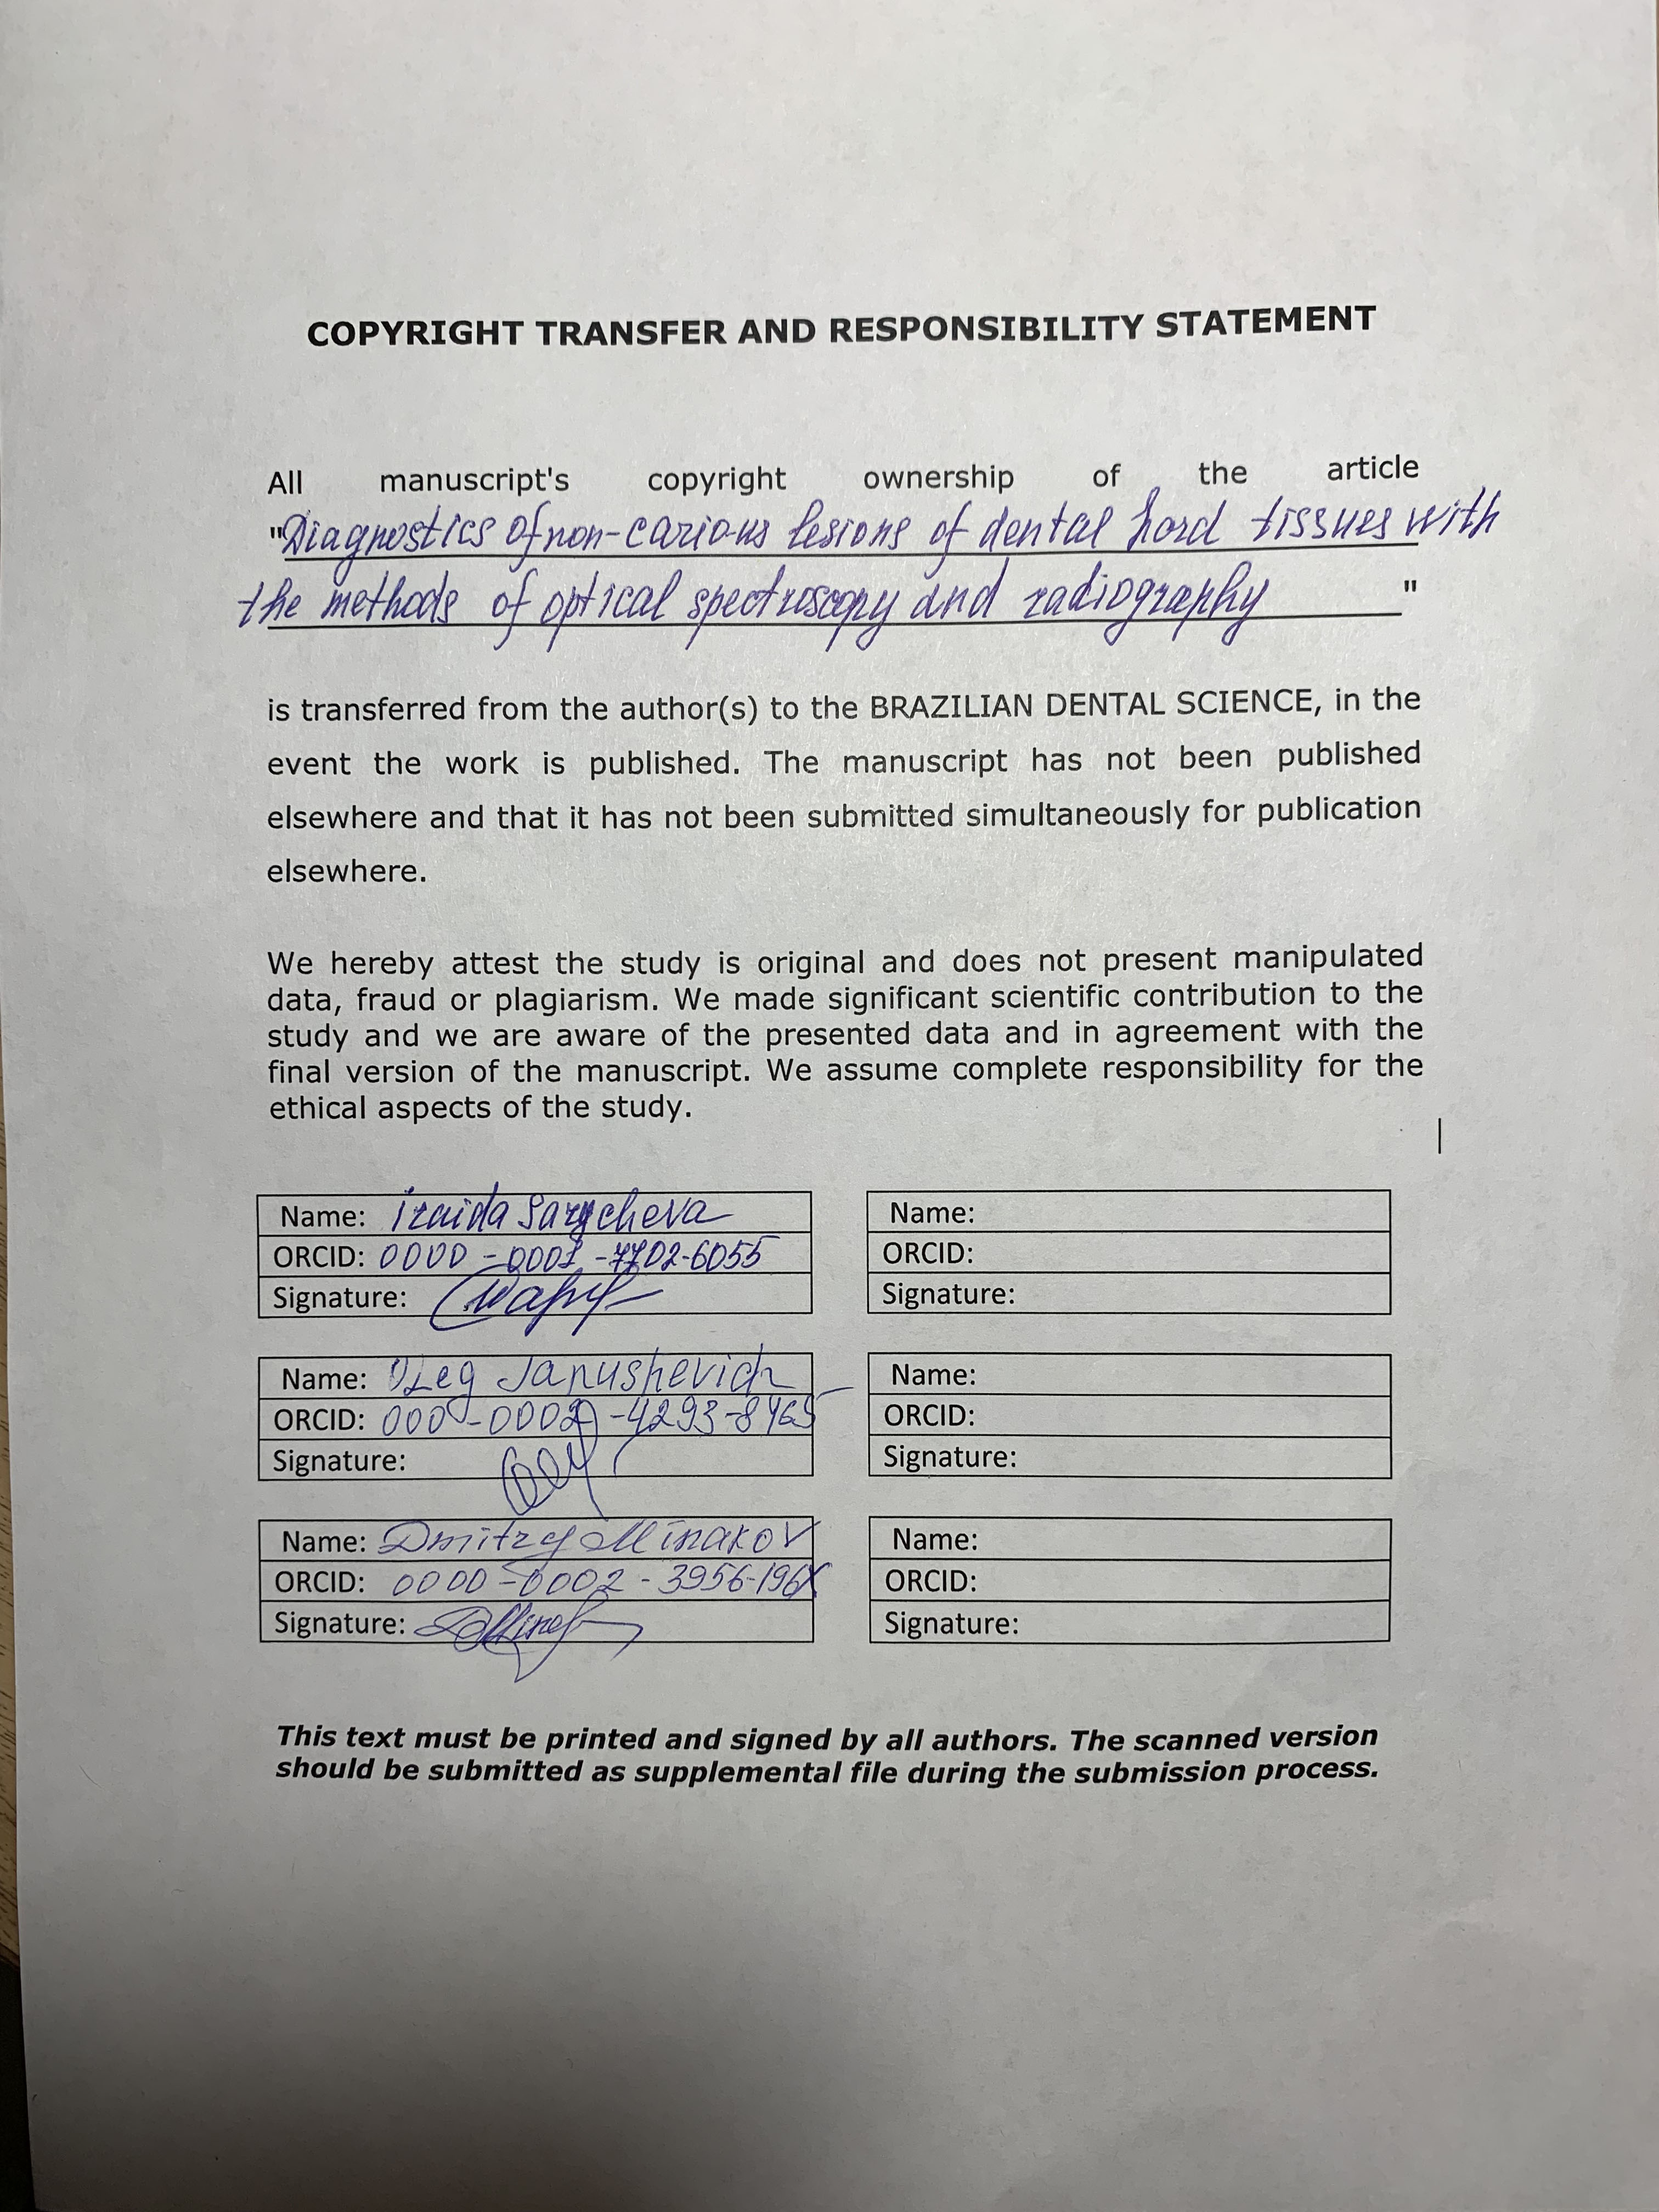 COPYRIGHT TRANSFER AND RESPONSIBILITY STATEMENT
All manuscript's copyright ownership of the article
"Diagnostics of non-carious lesions of dental hard tissues with
the methods of optical spectroscopy and radiography "
is transferred from the author(s) to the BRAZILIAN DENTAL SCIENCE, in the
event the work is published. The manuscript has not been published
elsewhere and that it has not been submitted simultaneously for publication
elsewhere.
We hereby attest the study is original and does not present manipulated
data, fraud or plagiarism. We made significant scientific contribution to the
study and we are aware of the presented data and in agreement with the
final version of the manuscript. We assume complete responsibility for the
ethical aspects of the study.
Name: Iraida Sarycheva
ORCID: 0000-0001-7702-6055
Signature:
Name: Oleg Janushevich
ORCID:
Signature:
Name: Dmitry Minakov
ORCID: 0000-0002-3956-196X
Signature:
Name:
ORCID:
Signature:
Name:
ORCID:
Signature:
Name:
ORCID:
Signature:
This text must be printed and signed by all authors. The scanned version
should be submitted as supplemental file during the submission process.